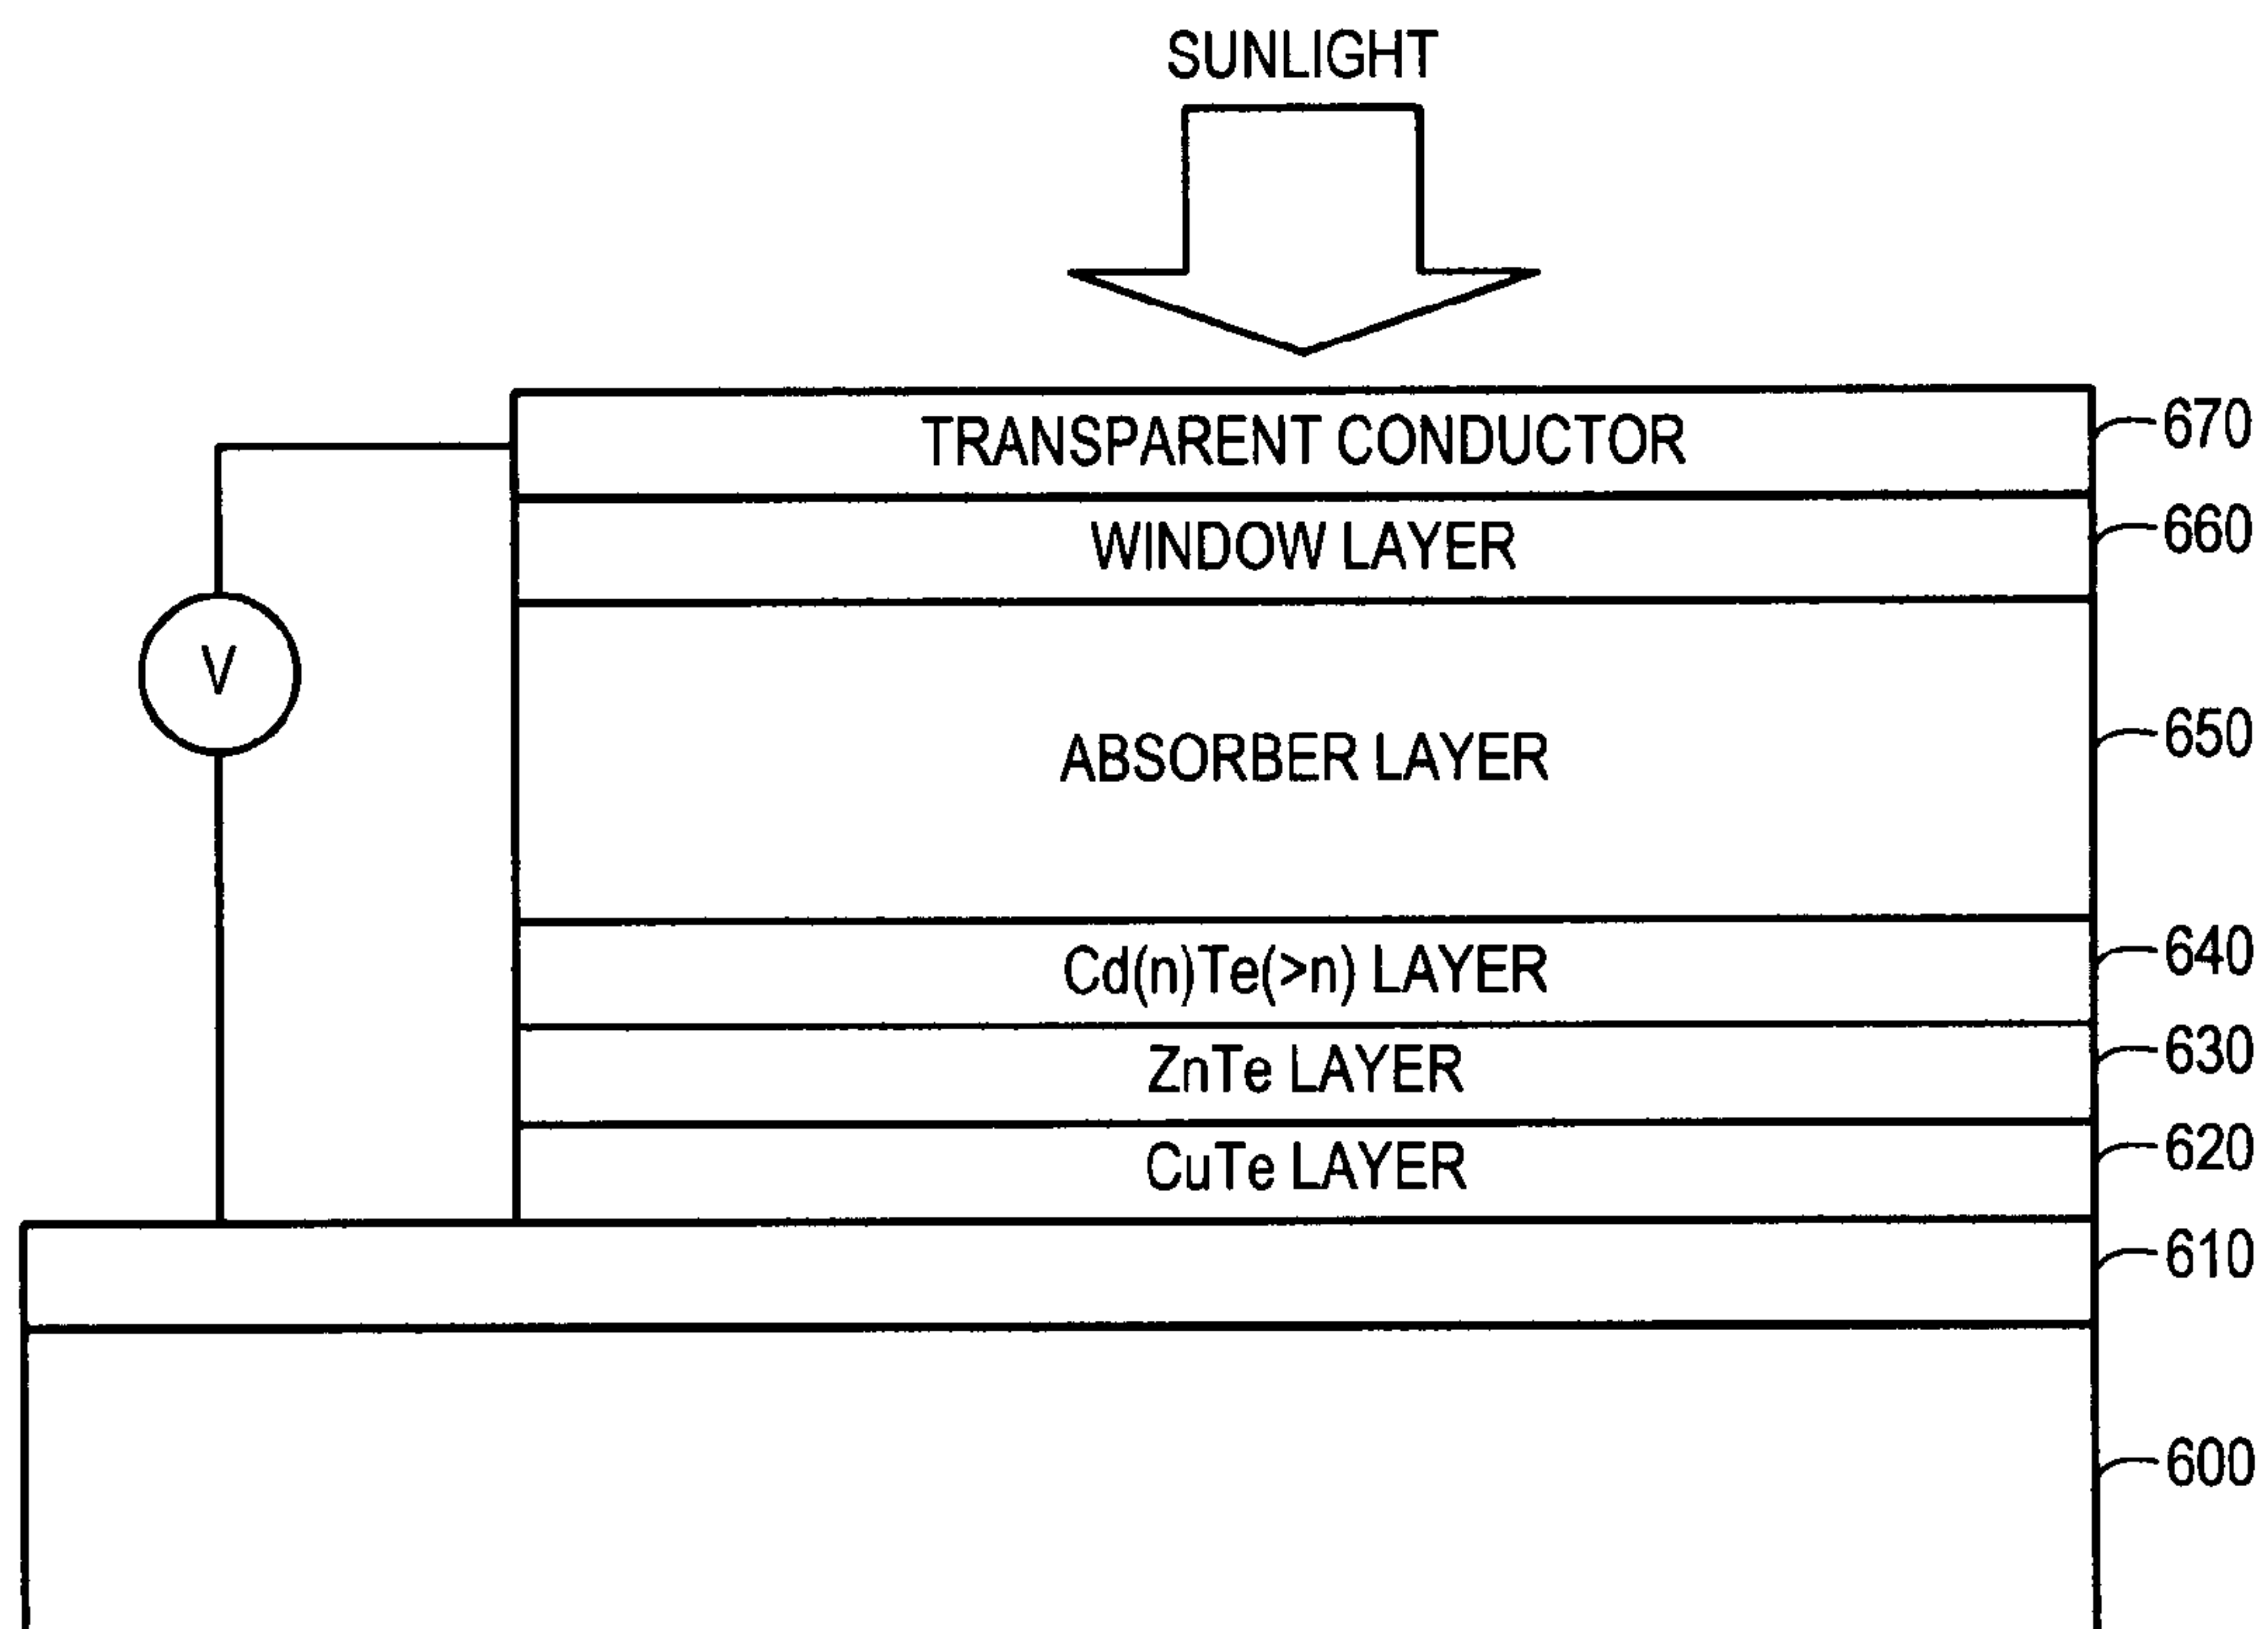 SUNLIGHT
TRANSPARENT CONDUCTOR
670
WINDOW LAYER
660
V
ABSORBER LAYER
650
Cd(n)Te(>n) LAYER
640
ZnTe LAYER
630
CuTe LAYER
620
610
600